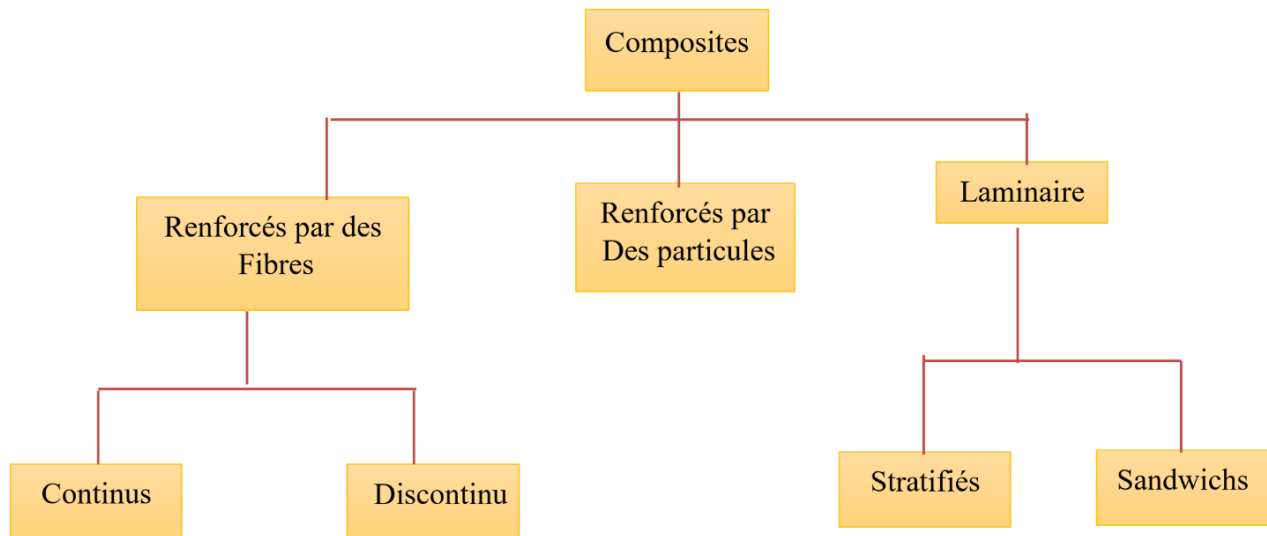 Composites
Renforcés par des
Fibres
Renforcés par
Des particules
Laminaire
Continus
Discontinu
Stratifiés
Sandwichs